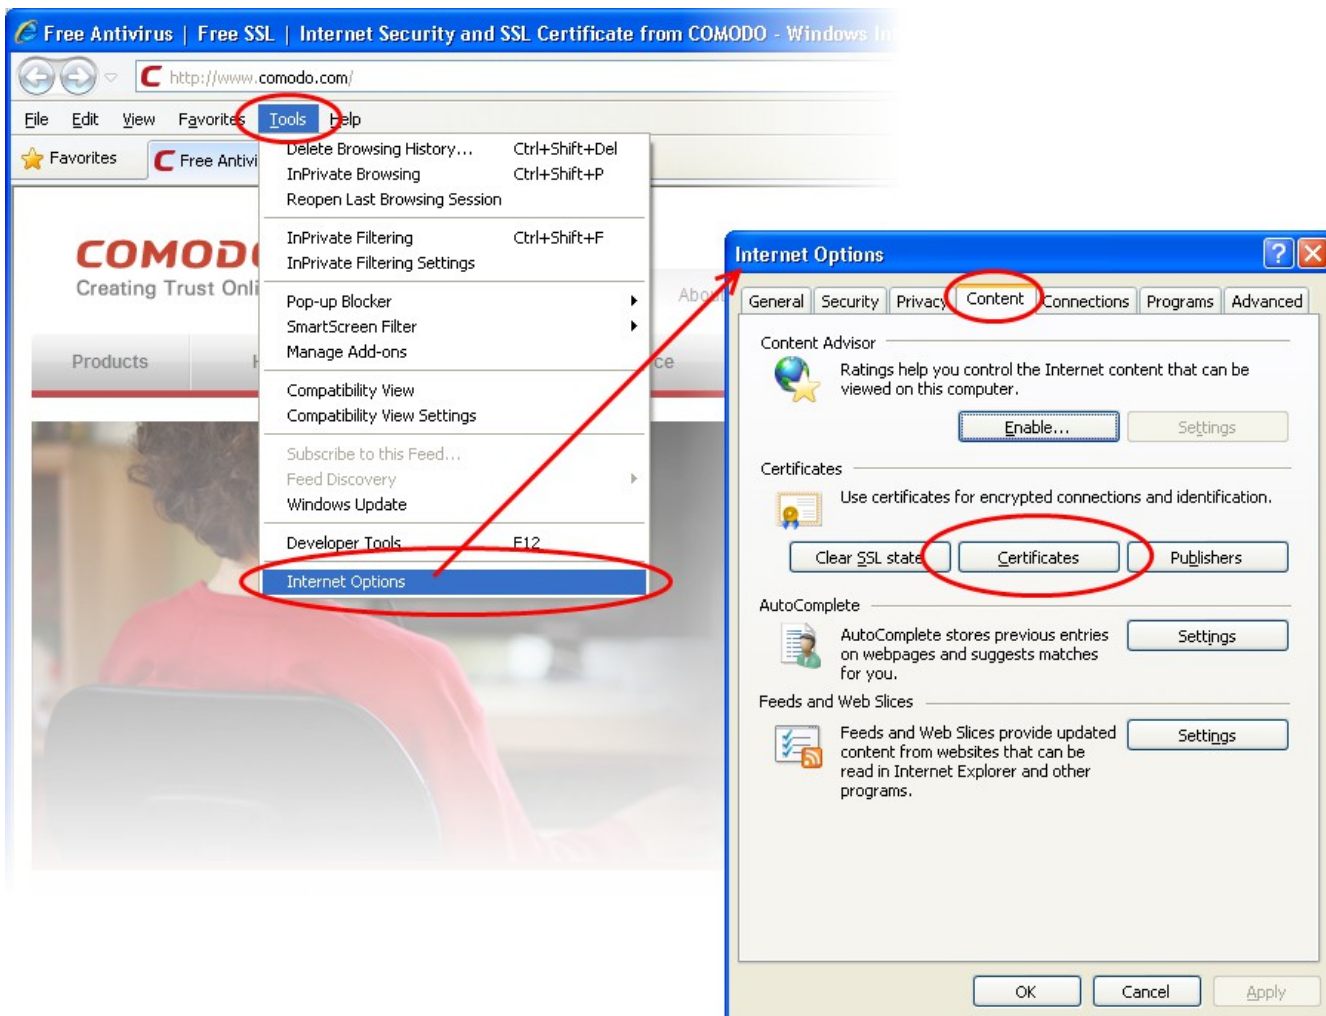 Free Antivirus | Free SSL | Internet Security and SSL Certificate from COMODO - Windows In
http://www.comodo.com/
File Edit View Favorites Tools Help
Favorites
Free Antivi
Delete Browsing History... Ctrl+Shift+Del
InPrivate Browsing Ctrl+Shift+P
Reopen Last Browsing Session
InPrivate Filtering Ctrl+Shift+F
InPrivate Filtering Settings
Pop-up Blocker
SmartScreen Filter
Manage Add-ons
Compatibility View
Compatibility View Settings
Subscribe to this Feed...
Feed Discovery
Windows Update
Developer Tools F12
Internet Options
COMODO
Creating Trust Onli
Products
Internet Options
General Security Privacy Content Connections Programs Advanced
Content Advisor
Ratings help you control the Internet content that can be
viewed on this computer.
Enable... Settings
Certificates
Use certificates for encrypted connections and identification.
Clear SSL state Certificates Publishers
AutoComplete
AutoComplete stores previous entries
on webpages and suggests matches
for you.
Settings
Feeds and Web Slices
Feeds and Web Slices provide updated
content from websites that can be
read in Internet Explorer and other
programs.
Settings
OK Cancel Apply